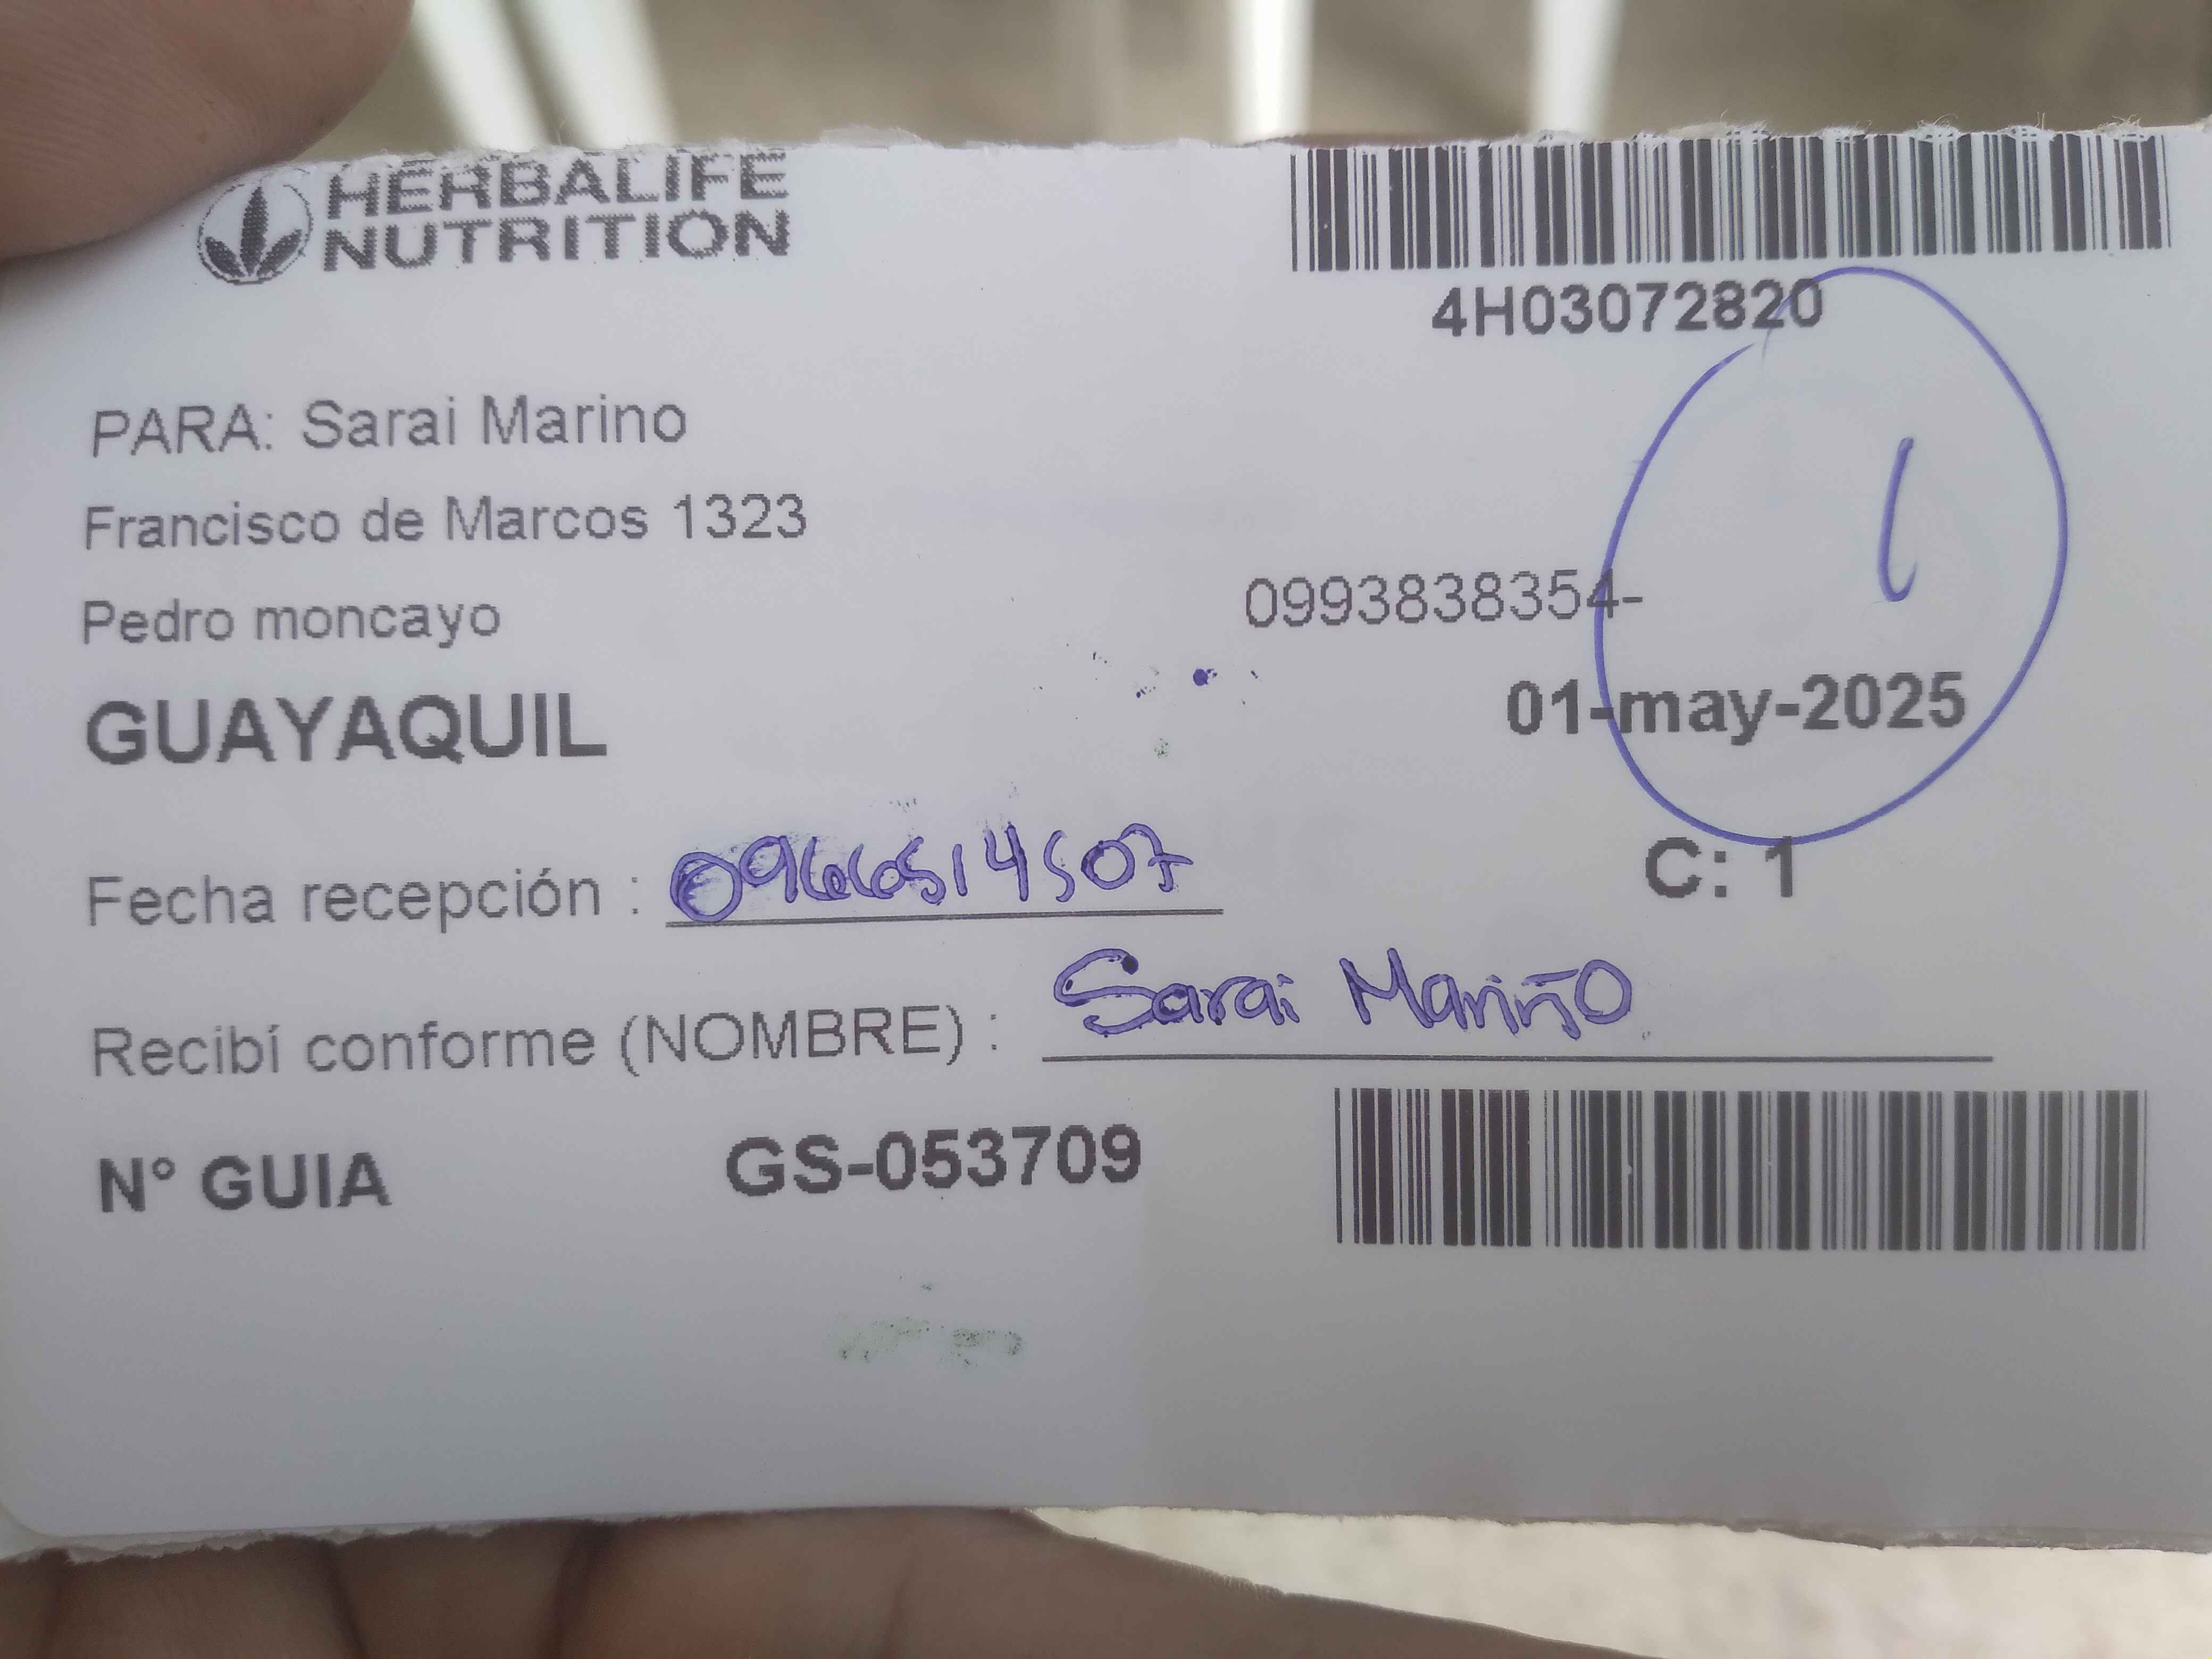 HERBALIFE
NUTRITION
4H03072820
PARA: Sarai Marino
Francisco de Marcos 1323
Pedro moncayo
0993838354-
GUAYAQUIL
01-may-2025
1
C: 1
Fecha recepción : 0966514507
Recibí conforme (NOMBRE) : Sarai Mariño
N° GUIA GS-053709